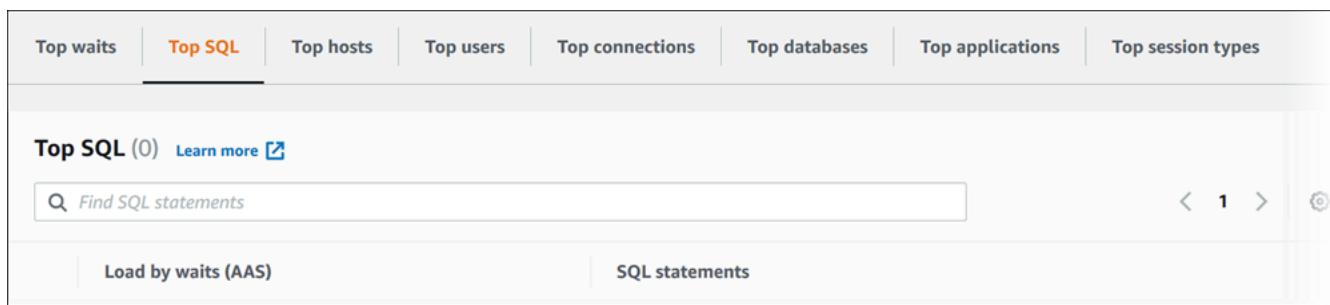 Top waits Top SQL Top hosts Top users Top connections Top databases Top applications Top session types
Top SQL (0) Learn more
Find SQL statements 1
Load by waits (AAS) SQL statements